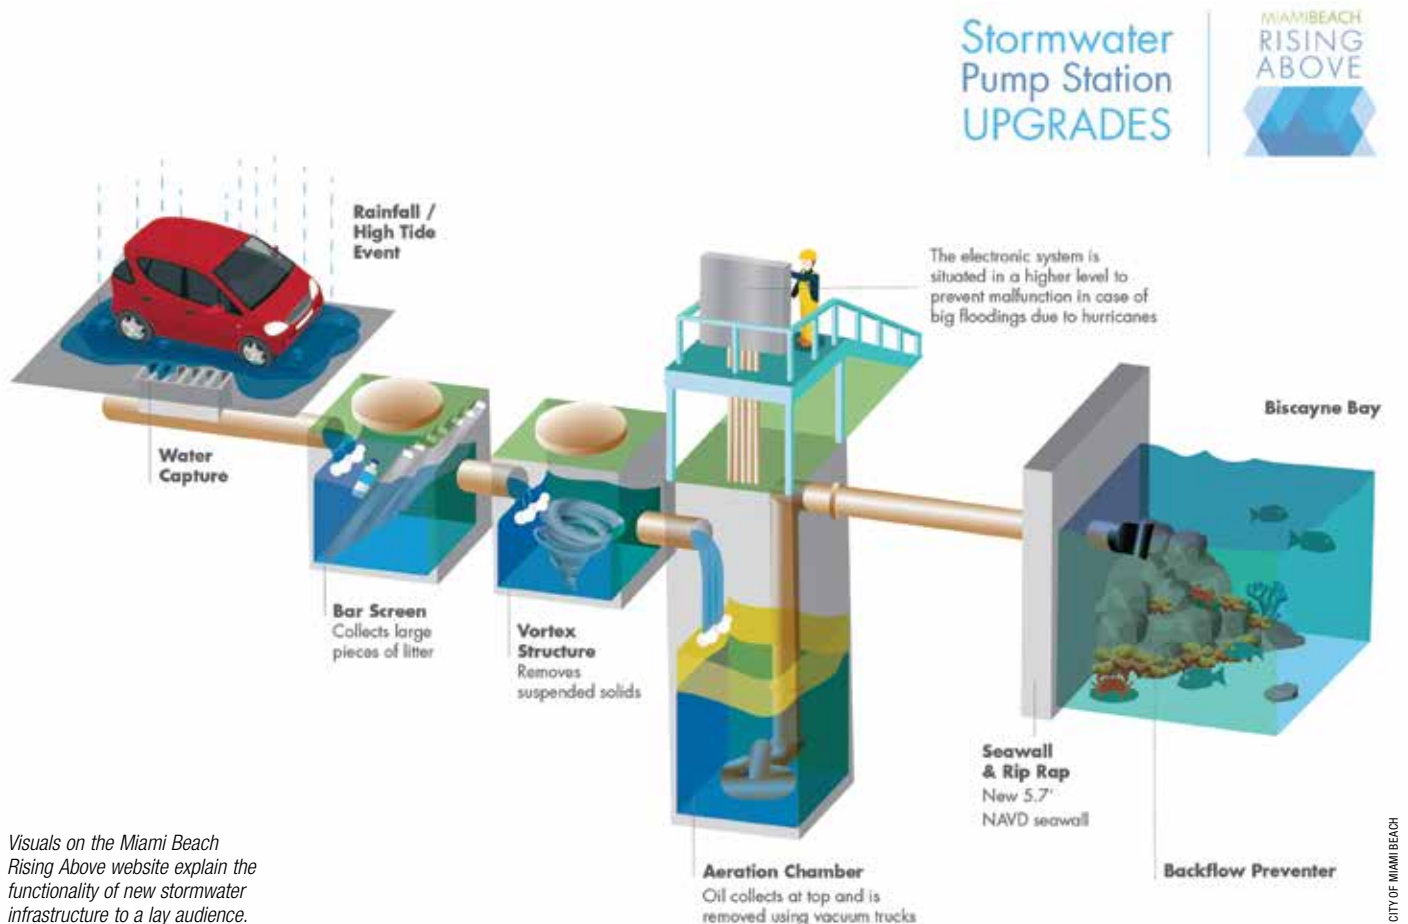 Stormwater
Pump Station
UPGRADES
MIAMIBEACH
RISING
ABOVE
Rainfall /
High Tide
Event
The electronic system is
situated in a higher level to
prevent malfunction in case of
big floodings due to hurricanes
Biscayne Bay
Water
Capture
Bar Screen
Collects large
pieces of litter
Vortex
Structure
Removes
suspended solids
Seawall
& Rip Rap
New 5.7'
NAVD seawall
Backflow Preventer
Aeration Chamber
Oil collects at top and is
removed using vacuum trucks
Visuals on the Miami Beach
Rising Above website explain the
functionality of new stormwater
infrastructure to a lay audience.
CITY OF MIAMI BEACH